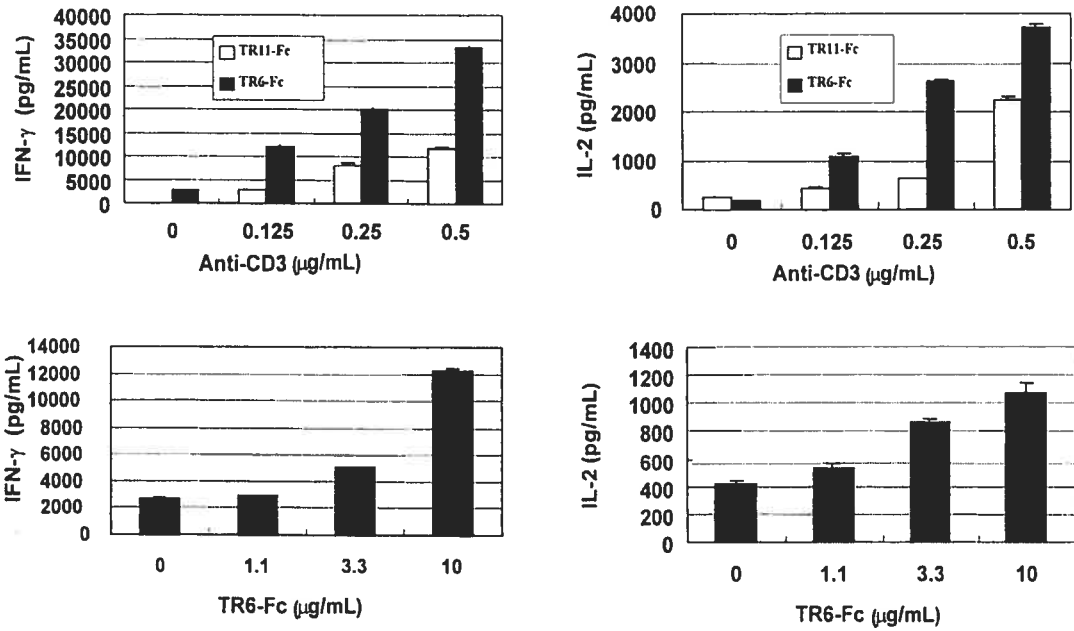 IFN-γ (pg/mL)
40000
35000
30000
25000
20000
15000
10000
5000
0
TR11-Fc
TR6-Fc
0 0.125 0.25 0.5
Anti-CD3 (μg/mL)
IL-2 (pg/mL)
4000
3000
2000
1000
0
TR11-Fc
TR6-Fc
0 0.125 0.25 0.5
Anti-CD3 (μg/mL)
IFN-γ (pg/mL)
14000
12000
10000
8000
6000
4000
2000
0
0 1.1 3.3 10
TR6-Fc (μg/mL)
IL-2 (pg/mL)
1400
1200
1000
800
600
400
200
0
0 1.1 3.3 10
TR6-Fc (μg/mL)